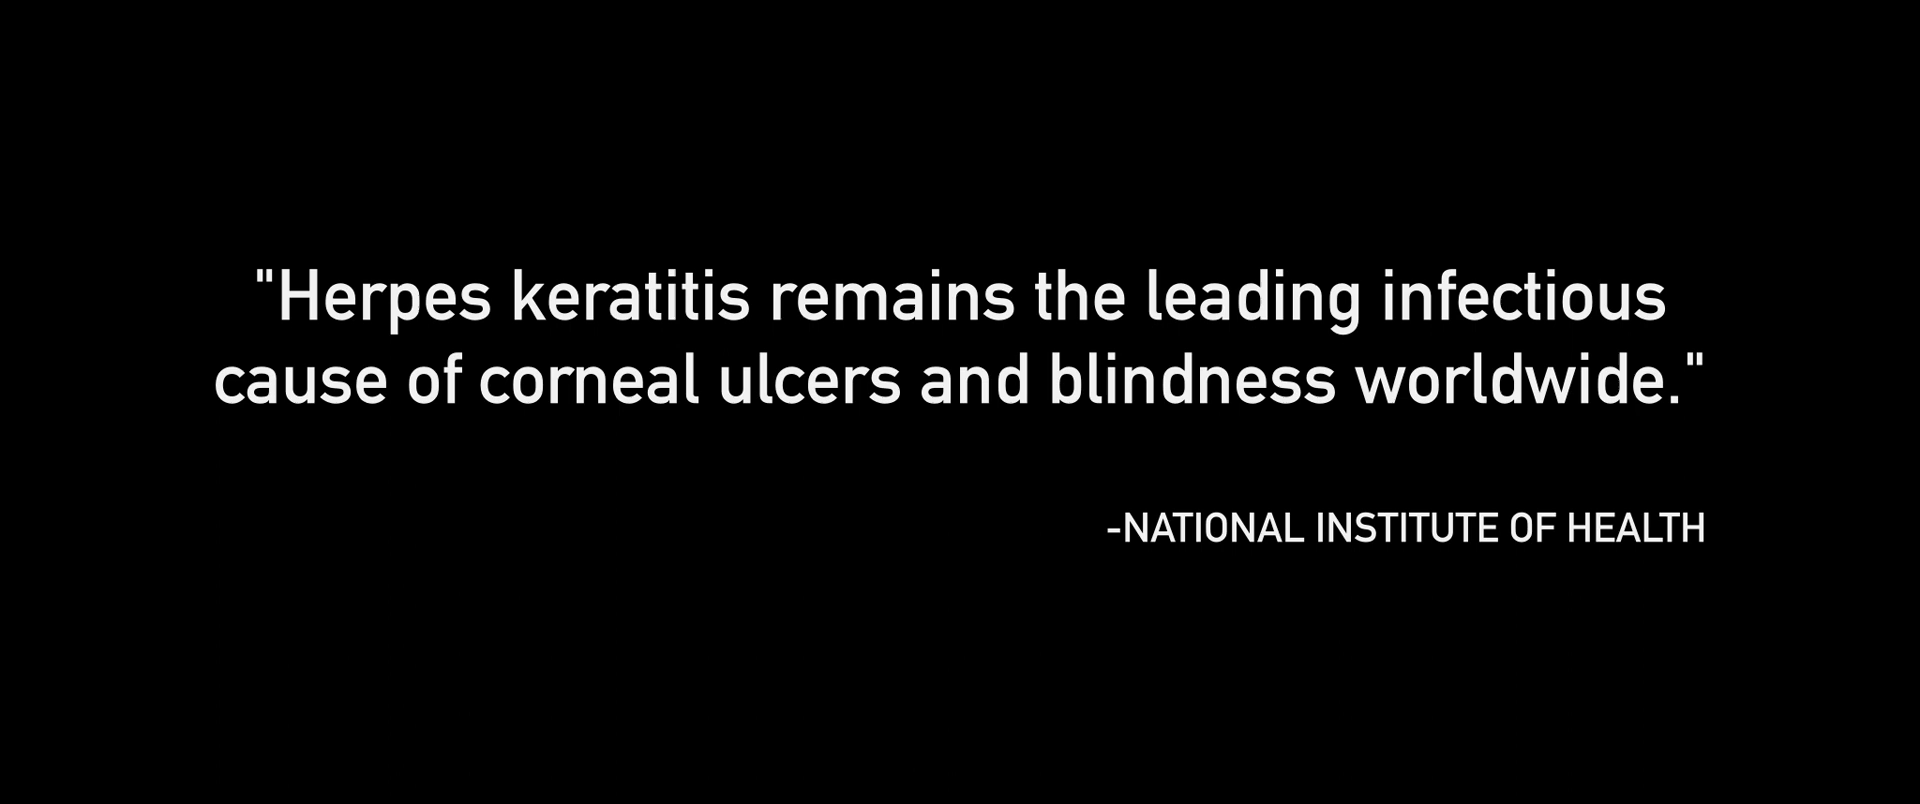 "Herpes keratitis remains the leading infectious
cause of corneal ulcers and blindness worldwide."
-NATIONAL INSTITUTE OF HEALTH